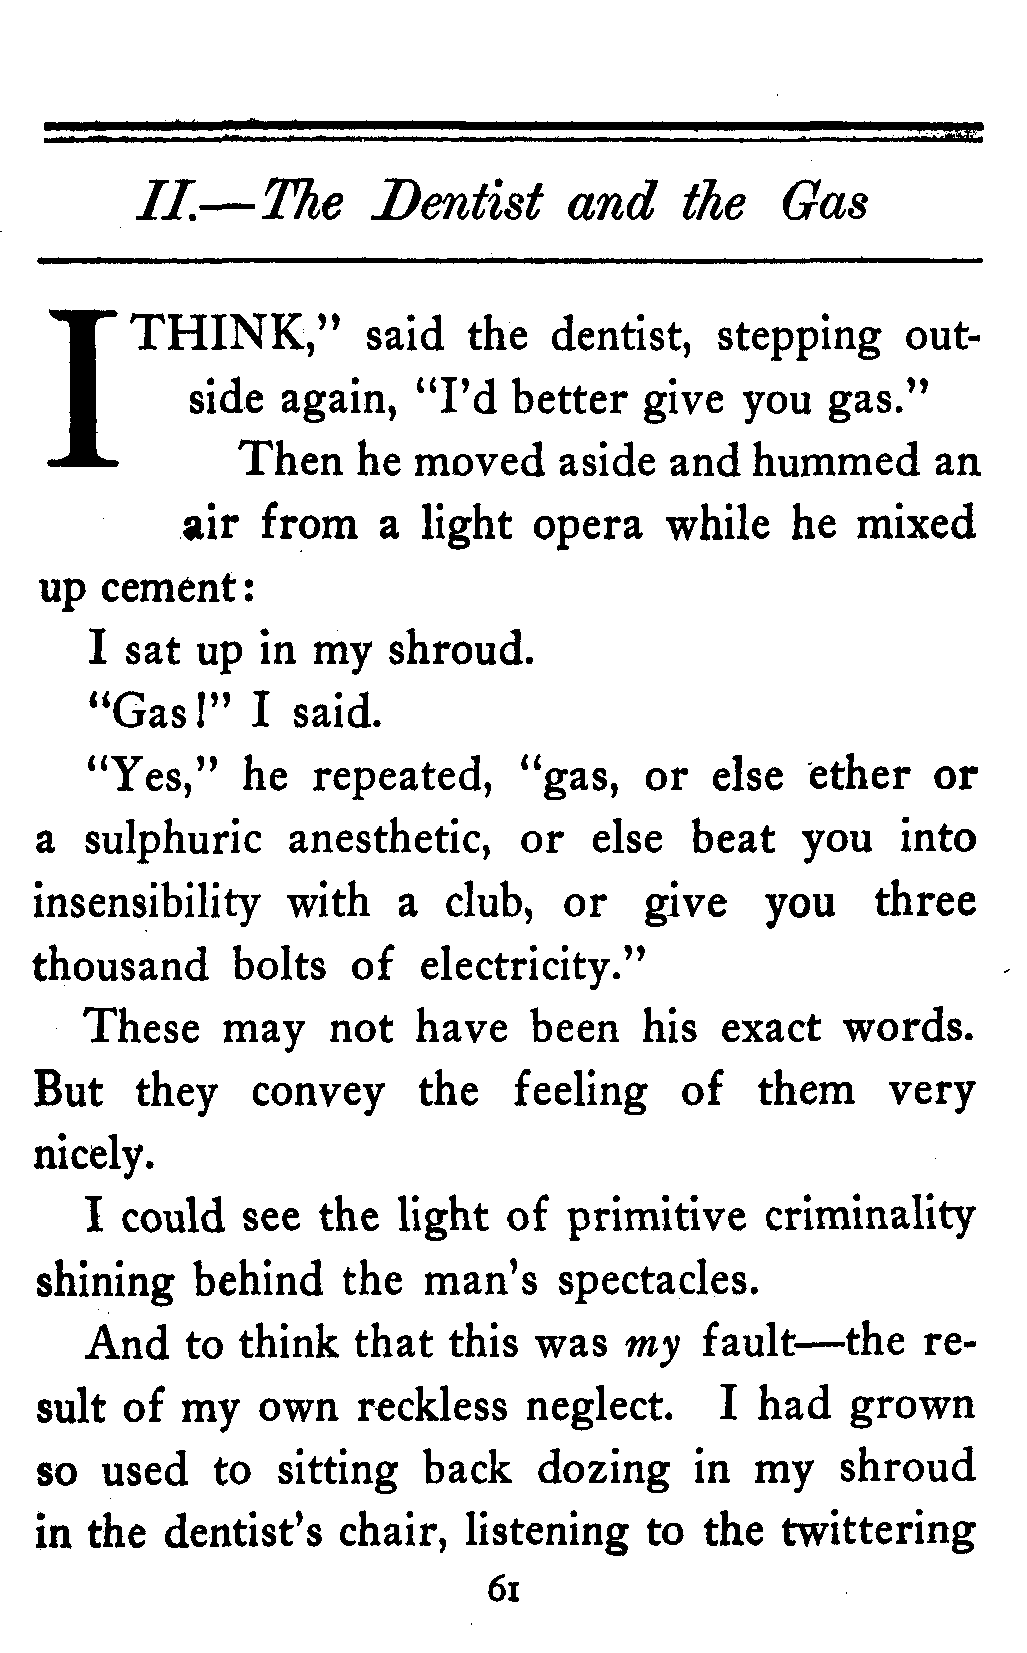 II.—The Dentist and the Gas
I THINK," said the dentist, stepping out-
side again, "I'd better give you gas."
Then he moved aside and hummed an
air from a light opera while he mixed
up cement:
I sat up in my shroud.
"Gas!" I said.
"Yes," he repeated, "gas, or else ether or
a sulphuric anesthetic, or else beat you into
insensibility with a club, or give you three
thousand bolts of electricity."
These may not have been his exact words.
But they convey the feeling of them very
nicely.
I could see the light of primitive criminality
shining behind the man's spectacles.
And to think that this was my fault—the re-
sult of my own reckless neglect. I had grown
so used to sitting back dozing in my shroud
in the dentist's chair, listening to the twittering
61